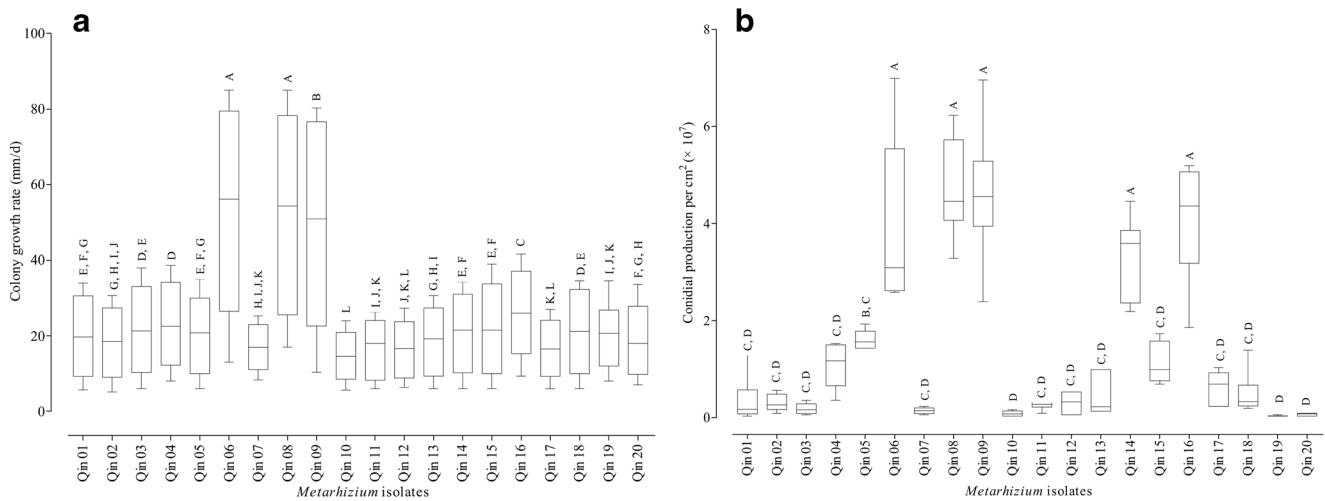 a
100
80
60
40
20
0
Colony growth rate (mm/d)
E, F, G
G, H, I, J
D, E
D
E, F, G
A
H, I, J, K
A
B
L
I, J, K
J, K, L
G, H, I
E, F
E, F
C
K, L
D, E
I, J, K
F, G, H
Qin 01
Qin 02
Qin 03
Qin 04
Qin 05
Qin 06
Qin 07
Qin 08
Qin 09
Qin 10
Qin 11
Qin 12
Qin 13
Qin 14
Qin 15
Qin 16
Qin 17
Qin 18
Qin 19
Qin 20
Metarhizium isolates
b
8
6
4
2
0
Conidial production per cm² (× 10⁷)
C, D
C, D
C, D
C, D
B, C
A
C, D
A
A
D
C, D
C, D
C, D
A
C, D
A
C, D
C, D
D
D
Qin 01
Qin 02
Qin 03
Qin 04
Qin 05
Qin 06
Qin 07
Qin 08
Qin 09
Qin 10
Qin 11
Qin 12
Qin 13
Qin 14
Qin 15
Qin 16
Qin 17
Qin 18
Qin 19
Qin 20
Metarhizium isolates